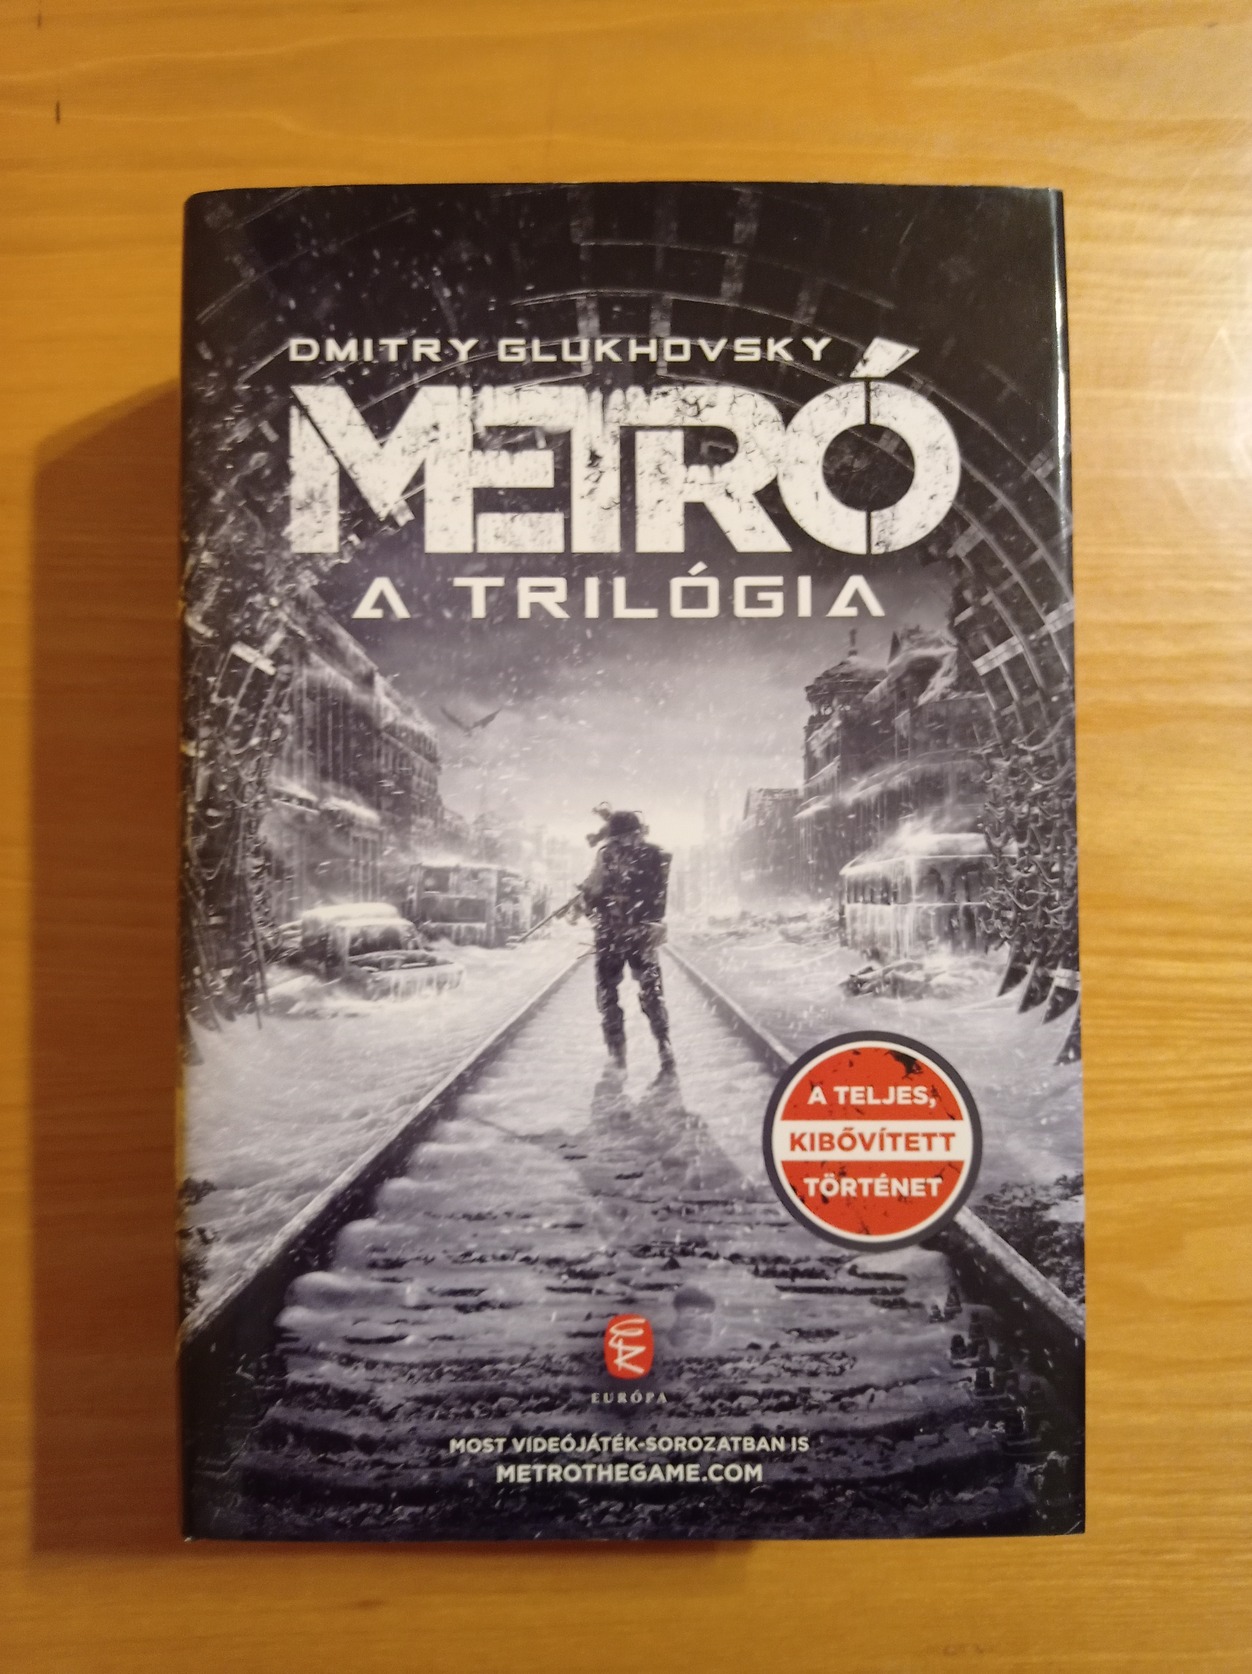 DMITRY GLUKHOVSKY
METRÓ
A TRILÓGIA
A TELJES,
KIBŐVÍTETT
TÖRTÉNET
EURÓPA
MOST VIDEÓJÁTÉK-SOROZATBAN IS
METROTHEGAME.COM